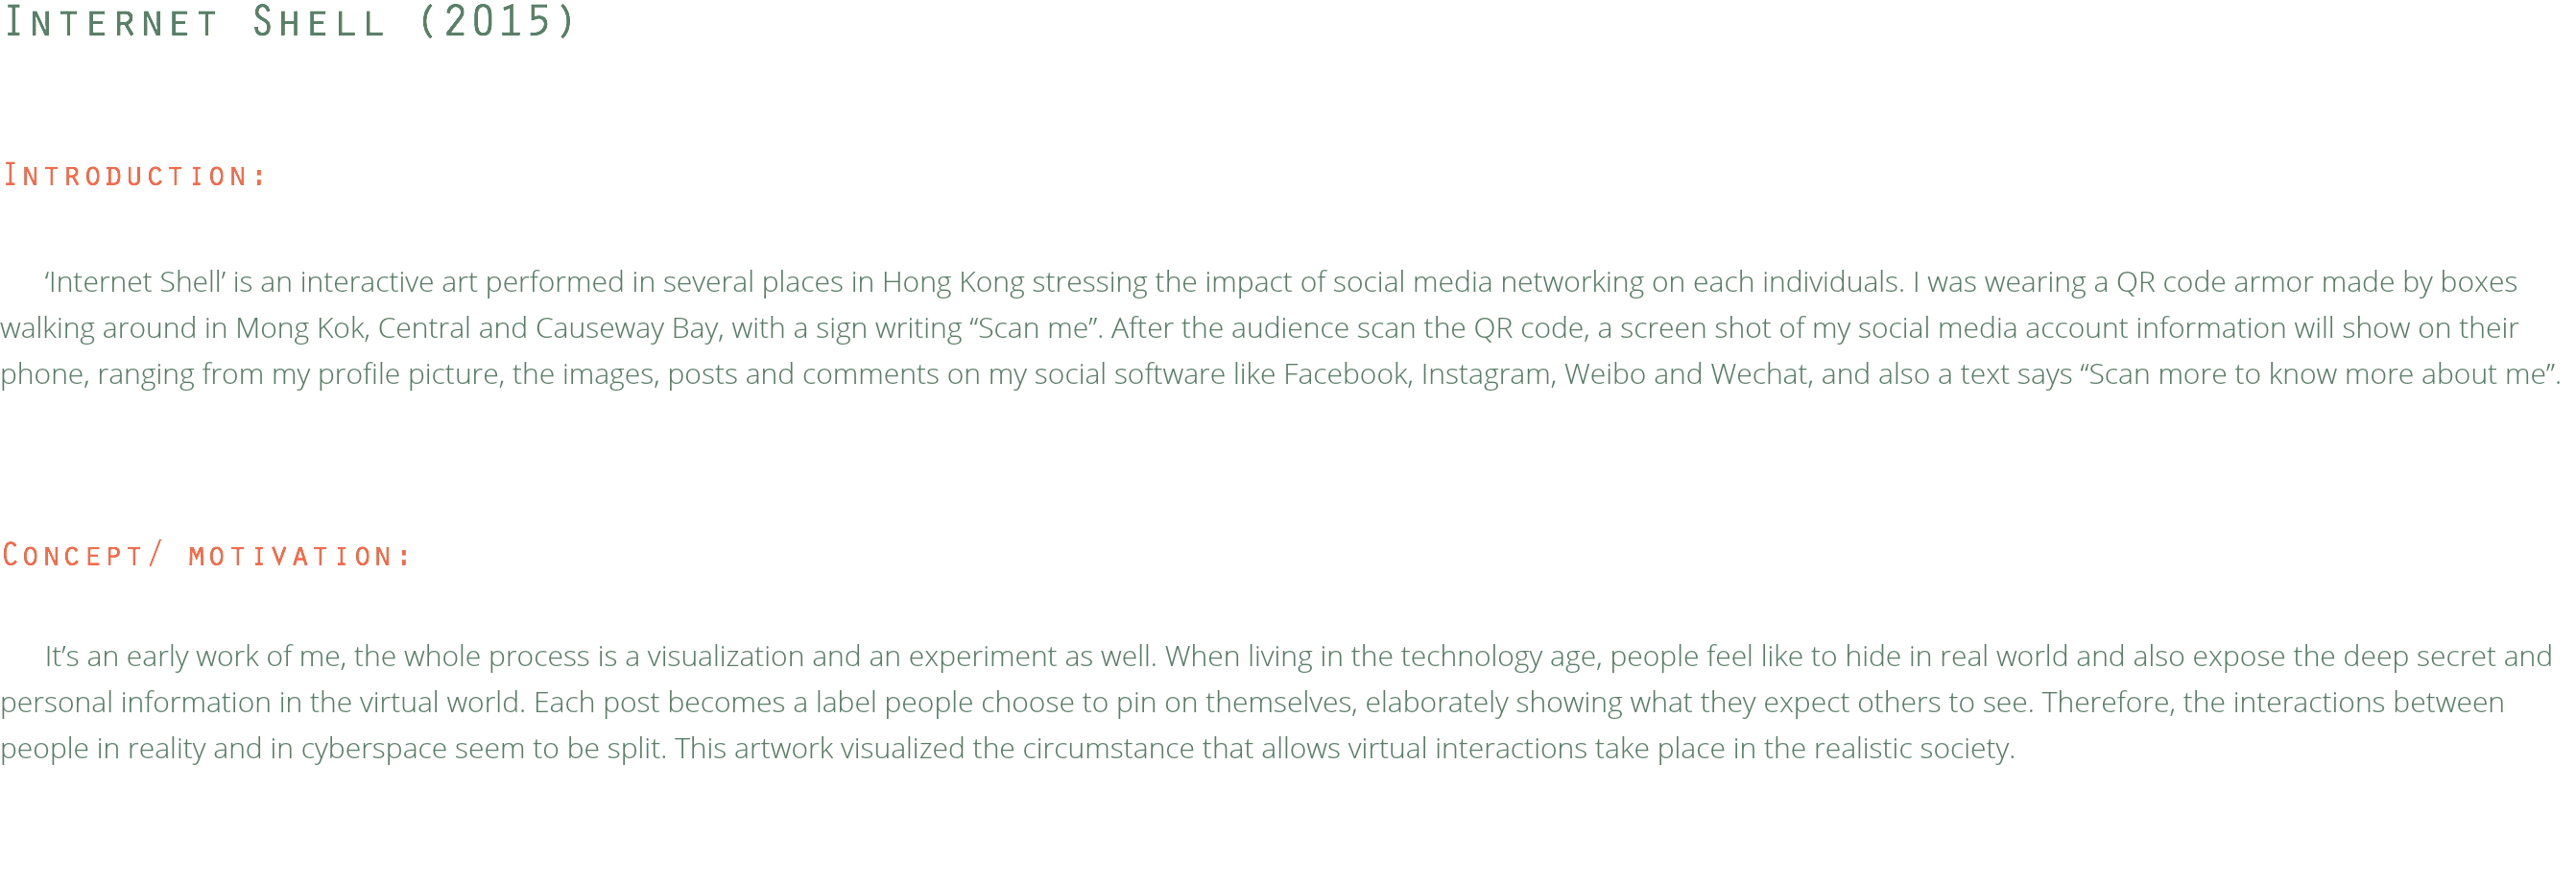 Internet Shell (2015)
Introduction:
‘Internet Shell’ is an interactive art performed in several places in Hong Kong stressing the impact of social media networking on each individuals. I was wearing a QR code armor made by boxes
walking around in Mong Kok, Central and Causeway Bay, with a sign writing “Scan me”. After the audience scan the QR code, a screen shot of my social media account information will show on their
phone, ranging from my profile picture, the images, posts and comments on my social software like Facebook, Instagram, Weibo and Wechat, and also a text says “Scan more to know more about me”.
Concept/ motivation:
It’s an early work of me, the whole process is a visualization and an experiment as well. When living in the technology age, people feel like to hide in real world and also expose the deep secret and
personal information in the virtual world. Each post becomes a label people choose to pin on themselves, elaborately showing what they expect others to see. Therefore, the interactions between
people in reality and in cyberspace seem to be split. This artwork visualized the circumstance that allows virtual interactions take place in the realistic society.